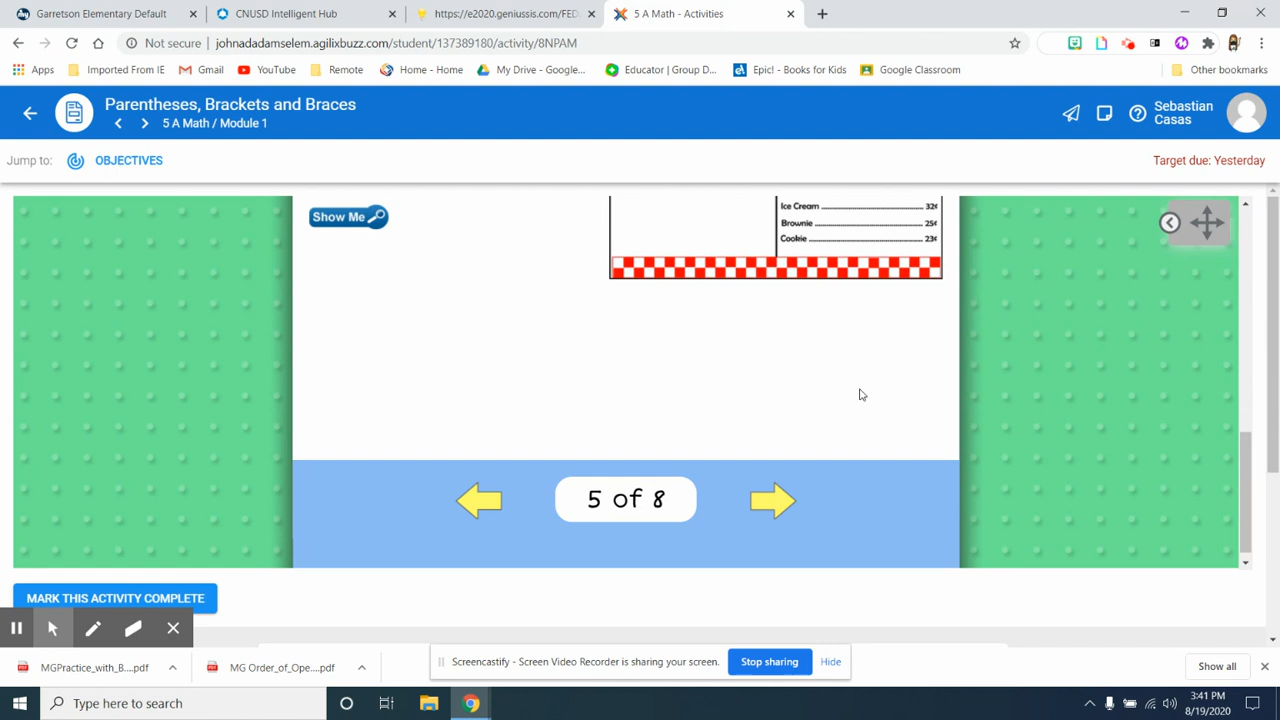 Garretson Elementary Default
CNUSD Intelligent Hub
https://e2020.geniussis.com/FED
5 A Math - Activities
Not secure
johnadadamselem.agilixbuzz.com/student/137389180/activity/8NPAM
Apps
Imported From IE
Gmail
YouTube
Remote
Home - Home
My Drive - Google...
Educator | Group D...
Epic! - Books for Kids
Google Classroom
Other bookmarks
Parentheses, Brackets and Braces
5 A Math / Module 1
Sebastian
Casas
Jump to:
OBJECTIVES
Target due: Yesterday
Show Me
Ice Cream 32¢
Brownie 25¢
Cookie 23¢
5 of 8
MARK THIS ACTIVITY COMPLETE
MGPractice_with_B....pdf
MG Order_of_Ope....pdf
Screencastify - Screen Video Recorder is sharing your screen.
Stop sharing
Hide
Show all
Type here to search
3:41 PM
8/19/2020